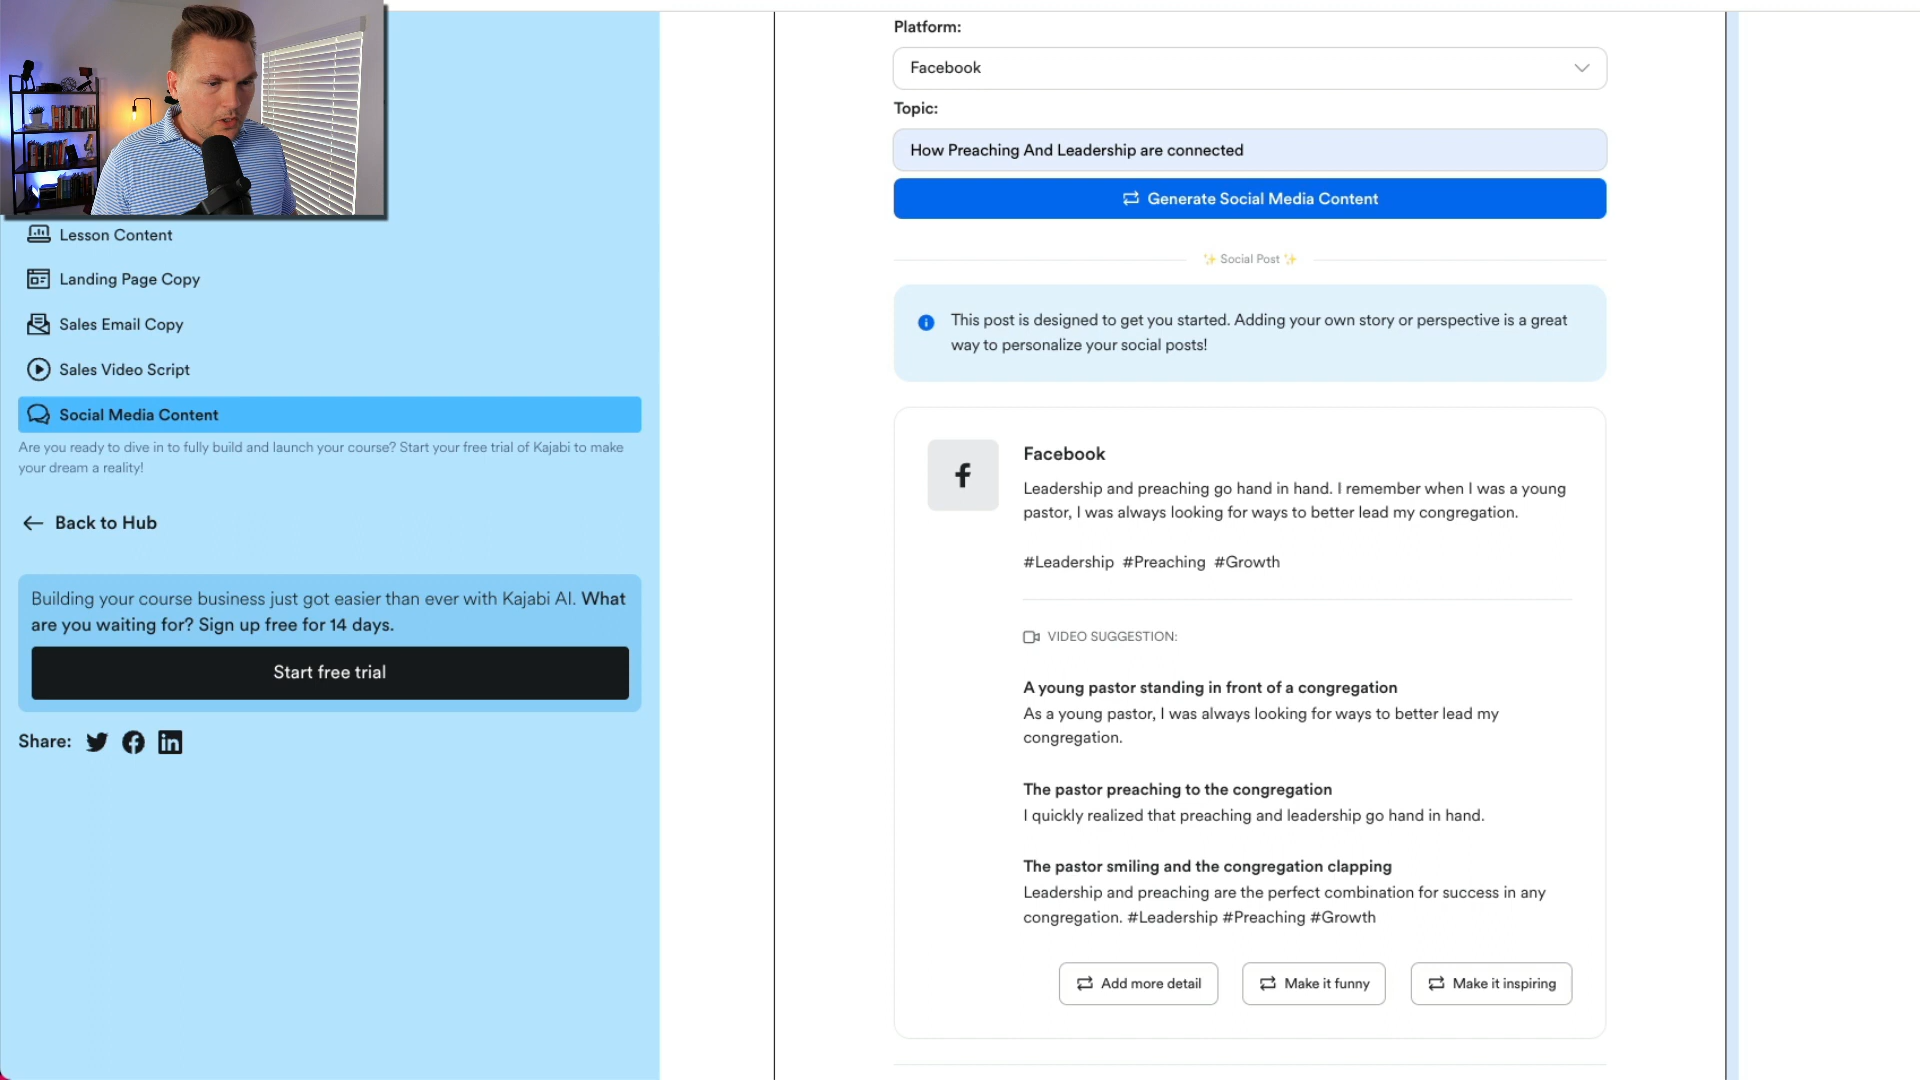 Lesson Content
Landing Page Copy
Sales Email Copy
Sales Video Script
Social Media Content
Are you ready to dive in to fully build and launch your course? Start your free trial of Kajabi to make
your dream a reality!
Back to Hub
Building your course business just got easier than ever with Kajabi AI. What
are you waiting for? Sign up free for 14 days.
Start free trial
Share:
Platform:
Facebook
Topic:
How Preaching And Leadership are connected
Generate Social Media Content
✨ Social Post ✨
This post is designed to get you started. Adding your own story or perspective is a great
way to personalize your social posts!
Facebook
Leadership and preaching go hand in hand. I remember when I was a young
pastor, I was always looking for ways to better lead my congregation.
#Leadership #Preaching #Growth
VIDEO SUGGESTION:
A young pastor standing in front of a congregation
As a young pastor, I was always looking for ways to better lead my
congregation.
The pastor preaching to the congregation
I quickly realized that preaching and leadership go hand in hand.
The pastor smiling and the congregation clapping
Leadership and preaching are the perfect combination for success in any
congregation. #Leadership #Preaching #Growth
Add more detail
Make it funny
Make it inspiring